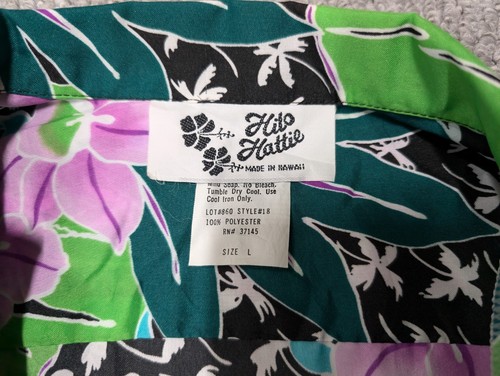 Hilo
Hattie
MADE IN HAWAII
Mild Soap. No Bleach.
Tumble Dry Cool. Use
Cool Iron Only.
LOT#860 STYLE#18
100% POLYESTER
RN# 37145
SIZE L